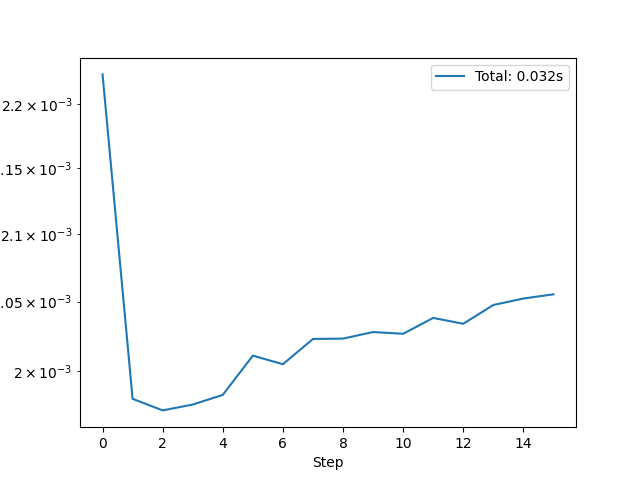 Total: 0.032s
2.2 × 10⁻³
.15 × 10⁻³
2.1 × 10⁻³
.05 × 10⁻³
2 × 10⁻³
0 2 4 6 8 10 12 14
Step